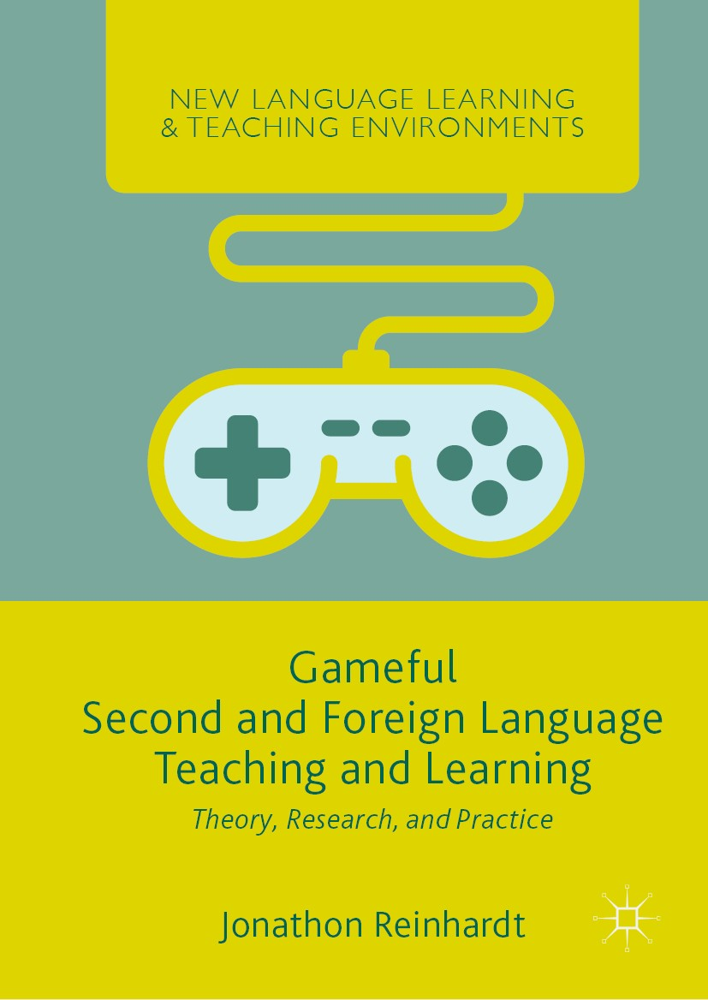 NEW LANGUAGE LEARNING
& TEACHING ENVIRONMENTS
Gameful
Second and Foreign Language
Teaching and Learning
Theory, Research, and Practice
Jonathon Reinhardt